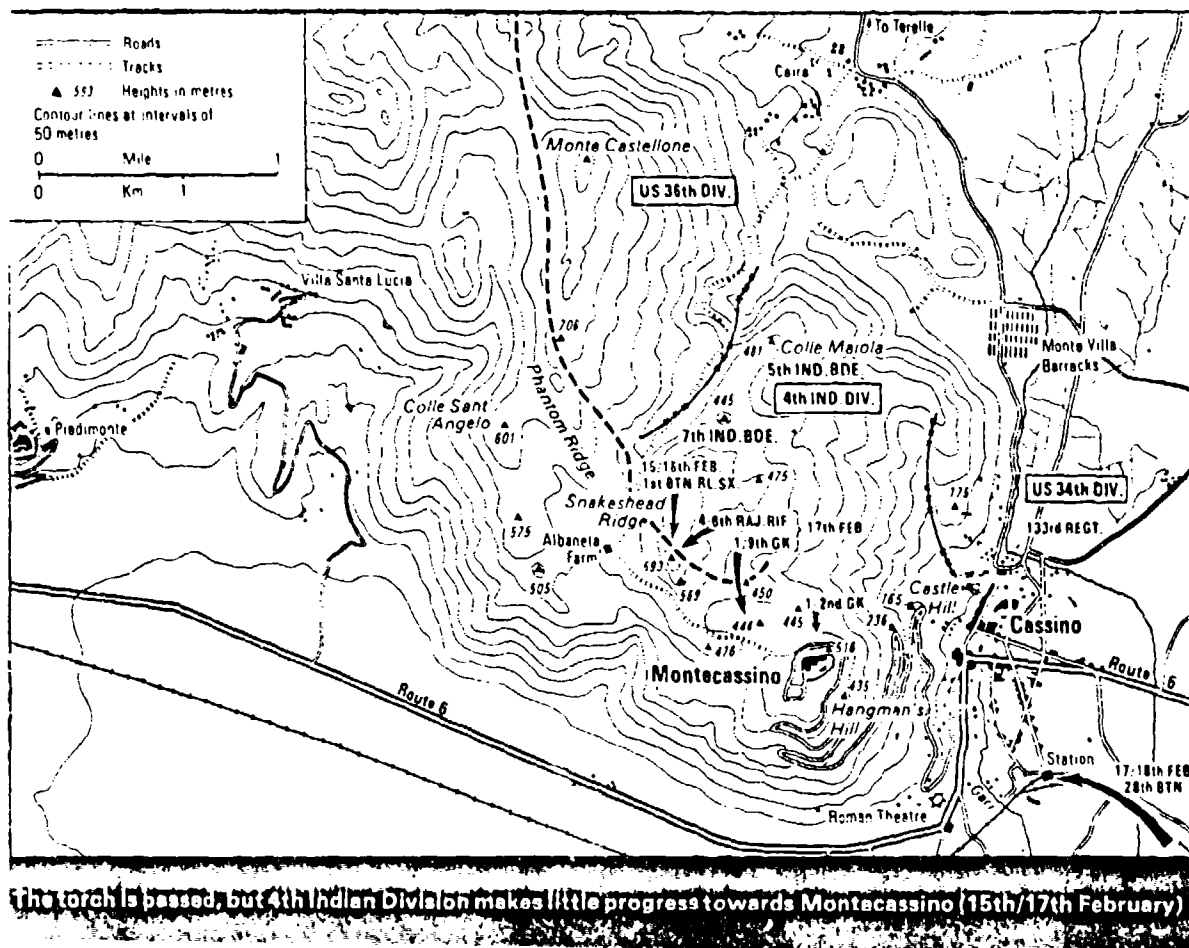 Roads
Tracks
593 Heights in metres
Contour lines at intervals of
50 metres
0 Mile 1
0 Km 1
To Terelle
Caira
Monte Castellone
US 36th DIV.
Villa Santa Lucia
706
481
Colle Maiola
5th IND. BDE.
4th IND. DIV.
Monte Villa
Barracks
Phantom Ridge
Colle Sant
Angelo
601
445
7th IND. BDE.
Piedimonte
15/16th FEB.
1st BTN RL. SX.
475
175
US 34th DIV.
133rd REGT.
Snakeshead
Ridge
4/6th RAJ. RIF
1/9th GK
17th FEB
575
Albaneta
Farm
593
569
450
505
444
445
1/2nd GK
165
236
Castle
Hill
Cassino
476
516
Montecassino
435
Hangman's
Hill
Route 6
Route 6
Station
17/18th FEB
28th BTN
Gari
Roman Theatre
The torch is passed, but 4th Indian Division makes little progress towards Montecassino (15th/17th February)